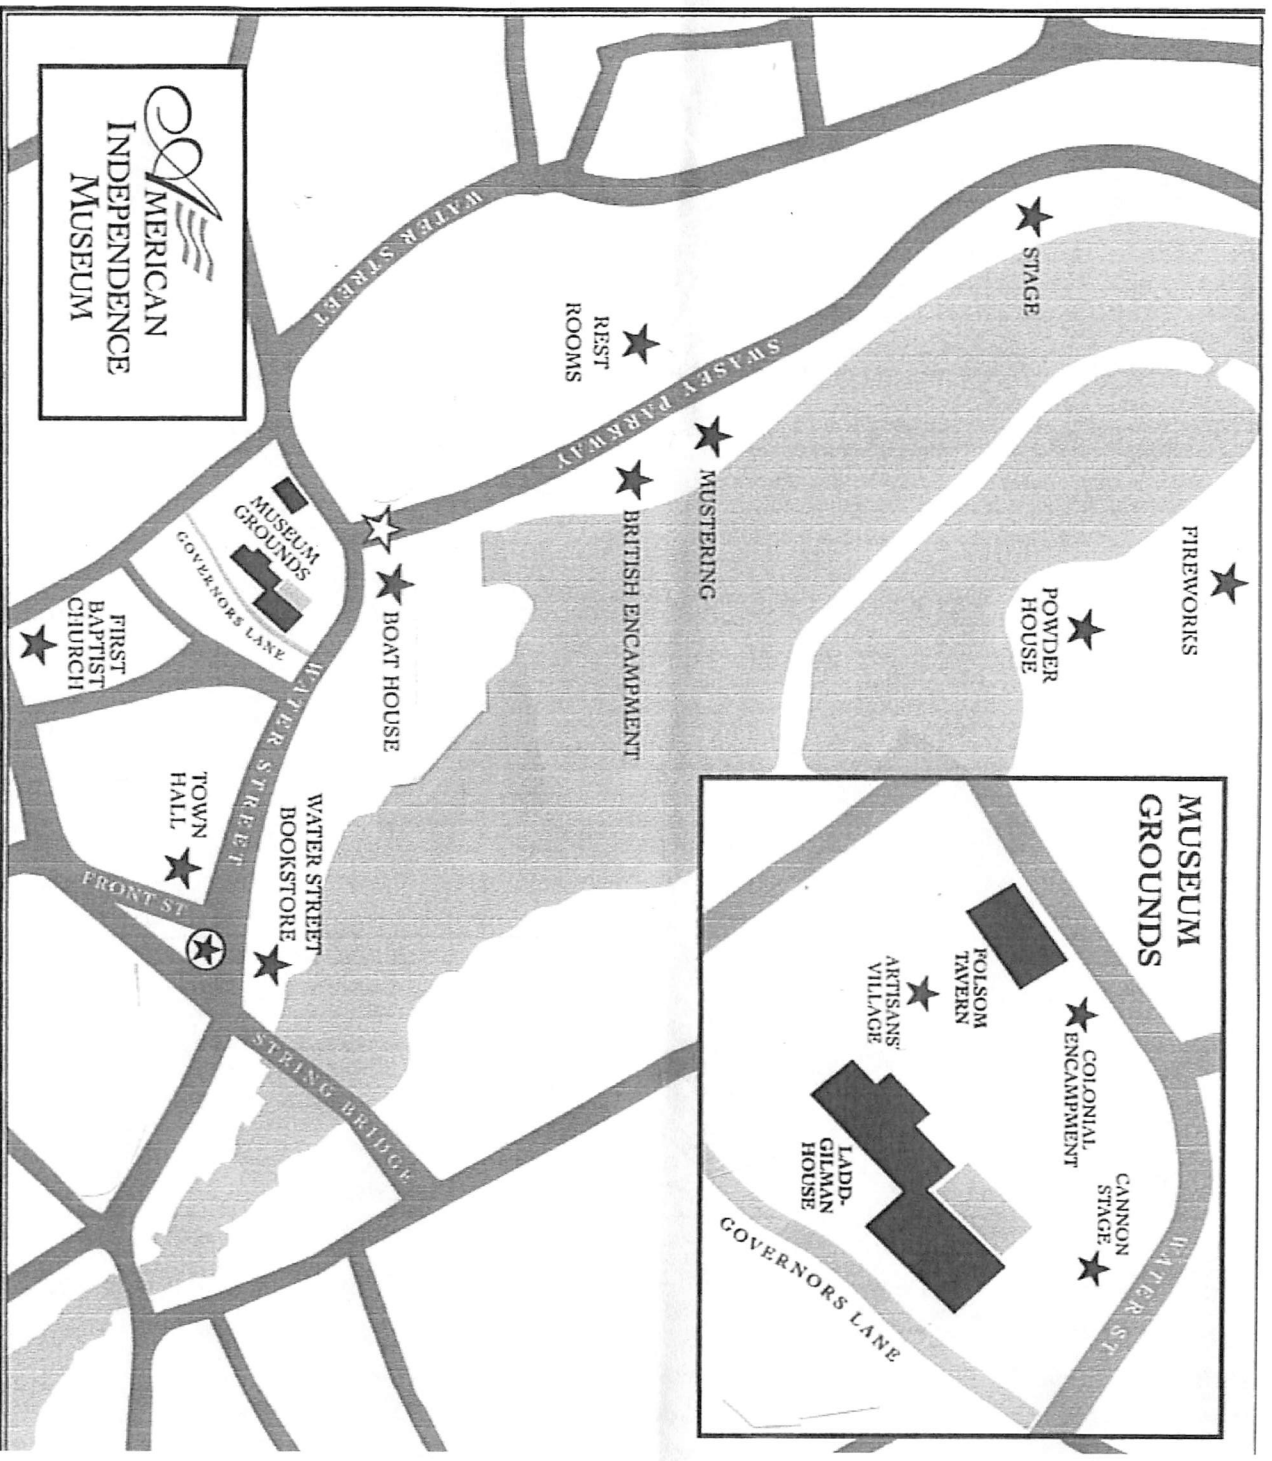 AMERICAN
INDEPENDENCE
MUSEUM
STAGE
FIREWORKS
POWDER
HOUSE
MUSEUM
GROUNDS
FOLSOM
TAVERN
ARTISANS'
VILLAGE
COLONIAL
ENCAMPMENT
CANNON
STAGE
LADD-
GILMAN
HOUSE
WATER ST
GOVERNORS LANE
MUSTERING
BRITISH ENCAMPMENT
REST
ROOMS
SWASEY PARKWAY
WATER STREET
BOAT HOUSE
MUSEUM
GROUNDS
GOVERNORS LANE
WATER STREET
WATER STREET
BOOKSTORE
TOWN
HALL
FIRST
BAPTIST
CHURCH
FRONT ST
STRING BRIDGE